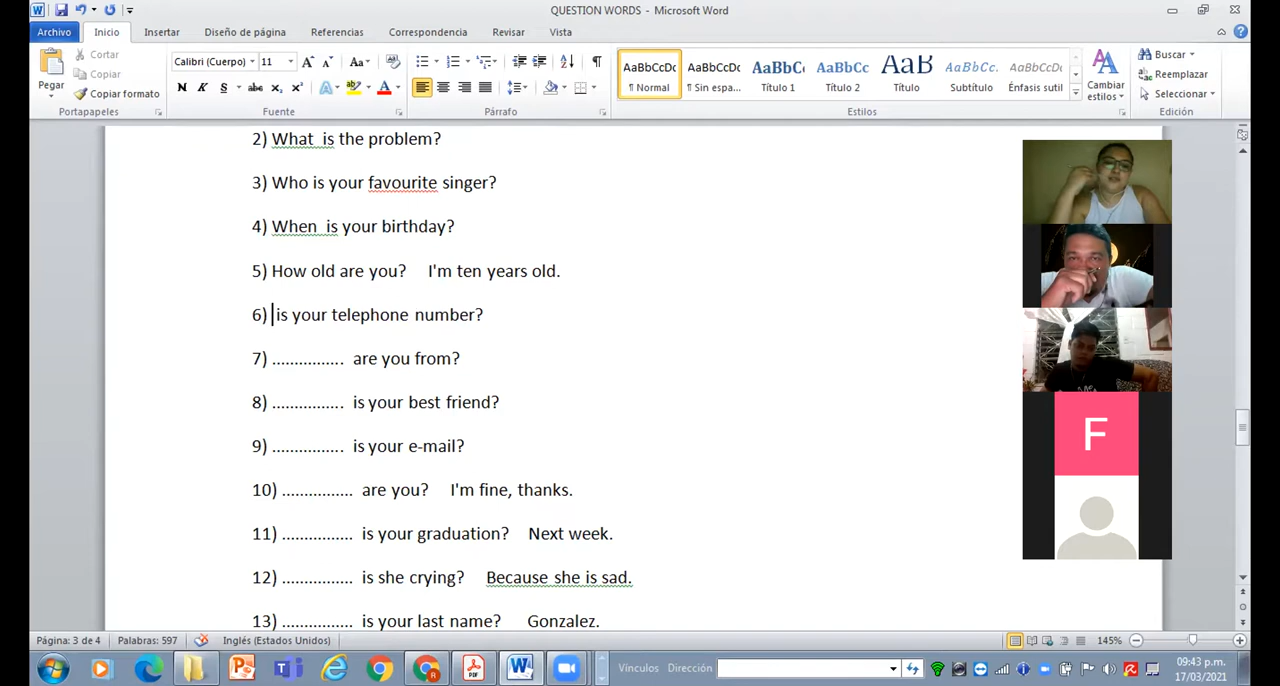 QUESTION WORDS - Microsoft Word
Archivo Inicio Insertar Diseño de página Referencias Correspondencia Revisar Vista
Pegar
Cortar
Copiar
Copiar formato
Portapapeles
Calibri (Cuerpo) 11
Fuente
Párrafo
AaBbCcDc AaBbCcDc AaBbC AaBbCc AaB AaBbCc. AaBbCcDc
¶ Normal ¶ Sin espa... Título 1 Título 2 Título Subtítulo Énfasis sutil
Cambiar estilos
Estilos
Buscar
Reemplazar
Seleccionar
Edición
2) What  is the problem?
3) Who is your favourite singer?
4) When  is your birthday?
5) How old are you?    I'm ten years old.
6) is your telephone number?
7) ............... are you from?
8) ............... is your best friend?
9) ............... is your e-mail?
10) ............... are you?    I'm fine, thanks.
11) ............... is your graduation?    Next week.
12) ............... is she crying?    Because she is sad.
13) ............... is your last name?    Gonzalez.
F
Página: 3 de 4 Palabras: 597 Inglés (Estados Unidos) 145%
Vínculos Dirección
09:43 p.m.
17/03/2021